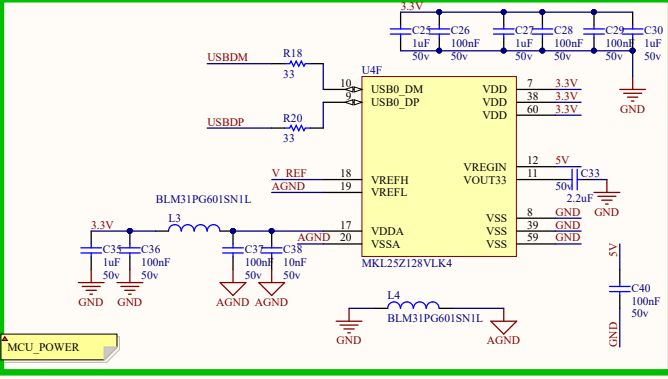 3.3V
C25 C26 C27 C28 C29 C30
1uF 100nF 1uF 100nF 100nF 1uF
50v 50v 50v 50v 50v 50v
GND
USBDM
R18
33
USBDP
R20
33
U4F
10 USB0_DM VDD 7 3.3V
9 USB0_DP VDD 38 3.3V
VDD 60 3.3V
VREGIN 12 5V
V_REF 18 VREFH VOUT33 11
AGND 19 VREFL
C33
50v
2.2uF
GND
VSS 8 GND
17 VDDA VSS 39 GND
AGND 20 VSSA VSS 59 GND
MKL25Z128VLK4
BLM31PG601SN1L
3.3V
L3
C35 C36 C37 C38
1uF 100nF 100nF 10nF
50v 50v 50v 50v
GND GND AGND AGND
L4
BLM31PG601SN1L
GND AGND
5V
C40
100nF
50v
GND
MCU_POWER